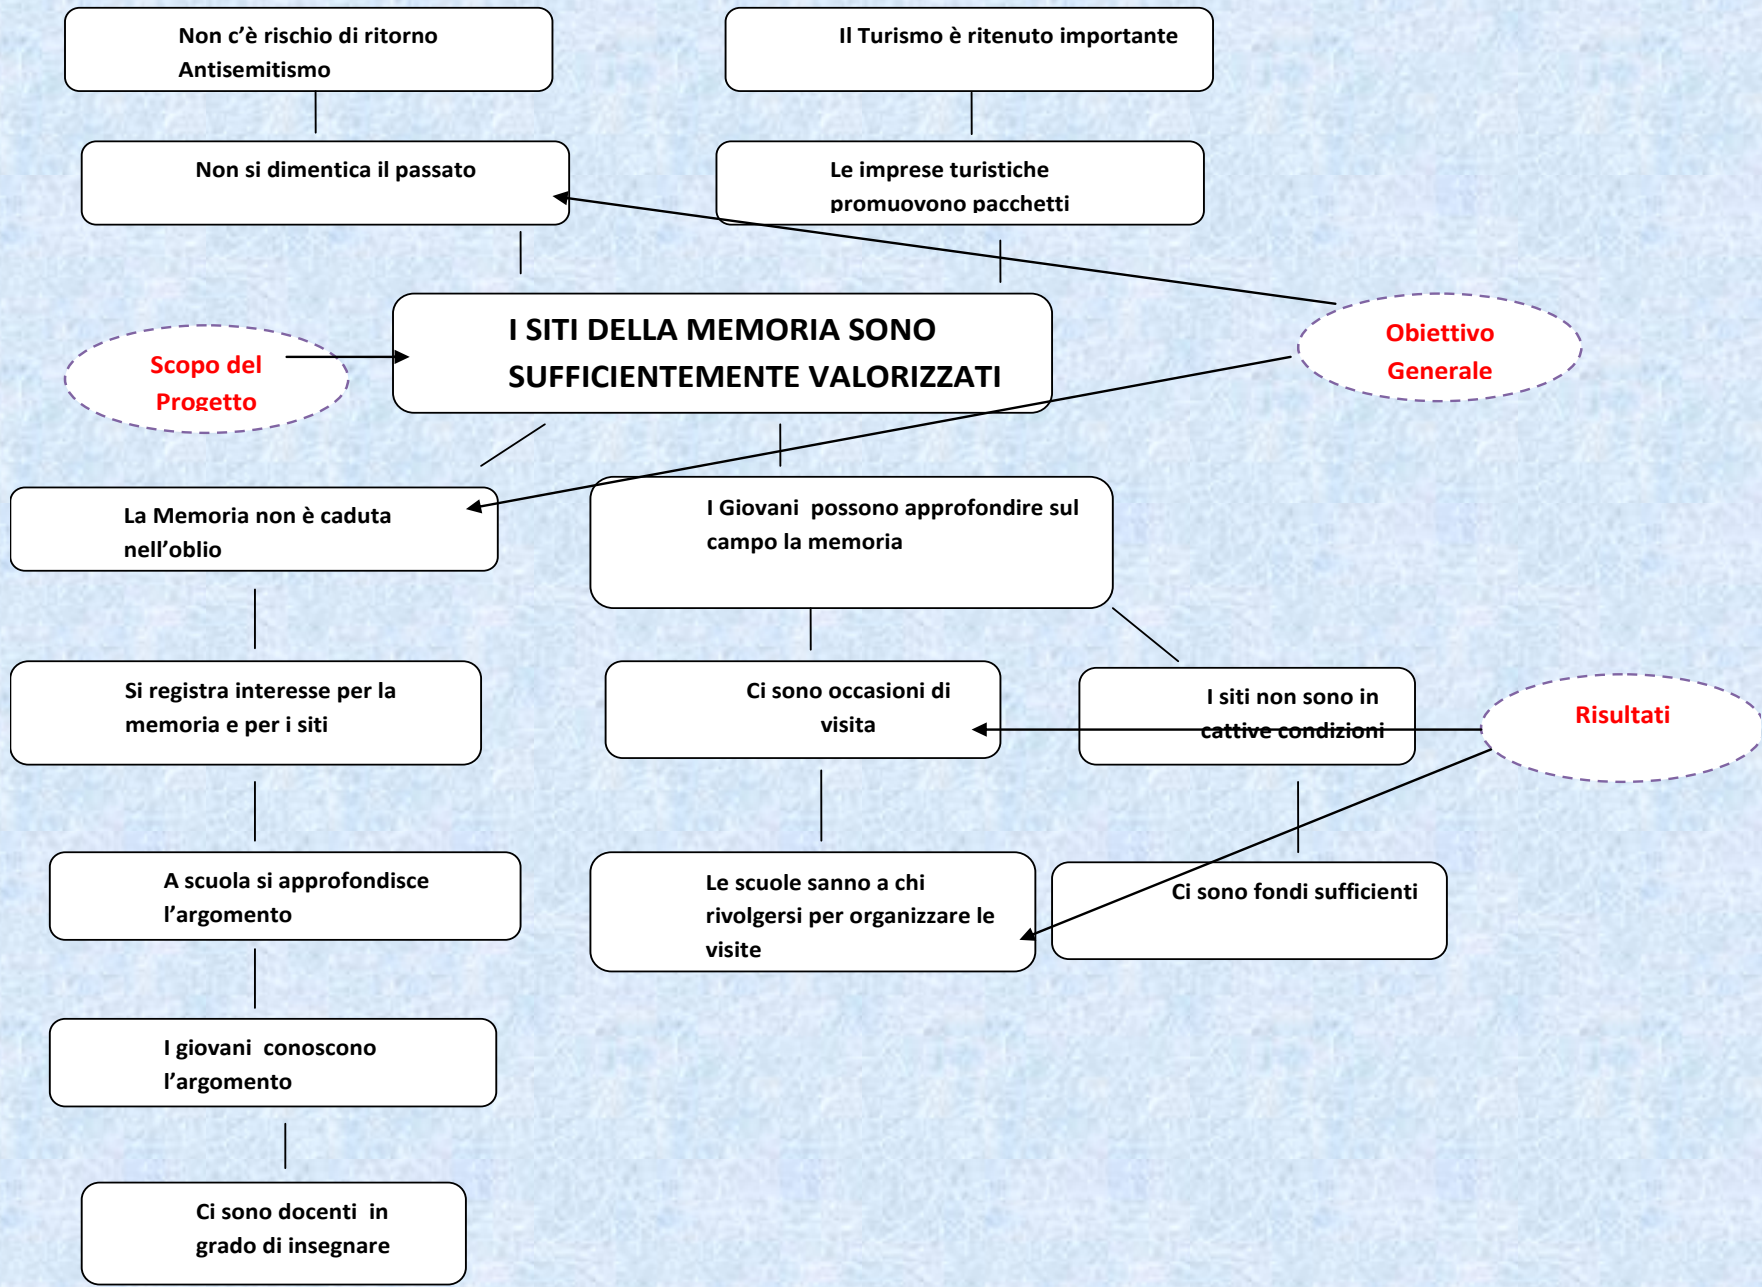 Non c’è rischio di ritorno
Antisemitismo
Il Turismo è ritenuto importante
Non si dimentica il passato
Le imprese turistiche
promuovono pacchetti
I SITI DELLA MEMORIA SONO
SUFFICIENTEMENTE VALORIZZATI
Scopo del
Progetto
Obiettivo
Generale
La Memoria non è caduta
nell’oblio
I Giovani  possono approfondire sul
campo la memoria
Si registra interesse per la
memoria e per i siti
Ci sono occasioni di
visita
I siti non sono in
cattive condizioni
Risultati
A scuola si approfondisce
l’argomento
Le scuole sanno a chi
rivolgersi per organizzare le
visite
Ci sono fondi sufficienti
I giovani  conoscono
l’argomento
Ci sono docenti  in
grado di insegnare